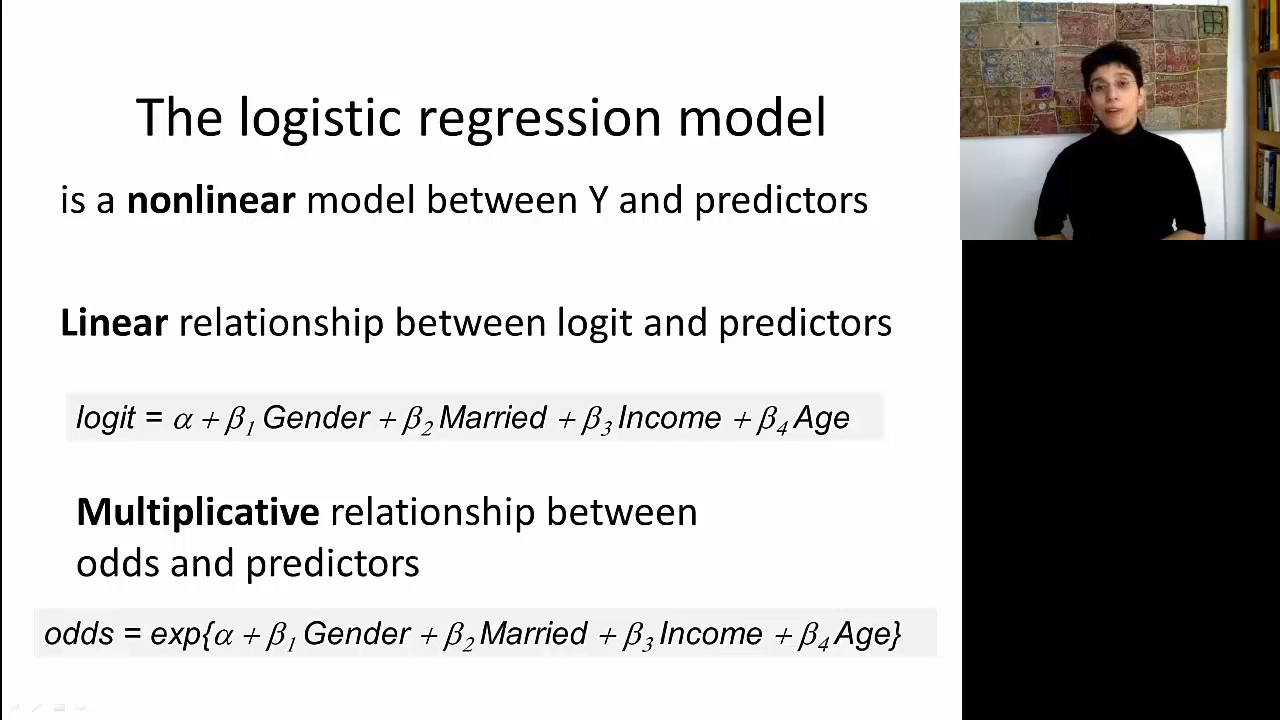 The logistic regression model
is a nonlinear model between Y and predictors
Linear relationship between logit and predictors
logit = α + β₁ Gender + β₂ Married + β₃ Income + β₄ Age
Multiplicative relationship between
odds and predictors
odds = exp{α + β₁ Gender + β₂ Married + β₃ Income + β₄ Age}